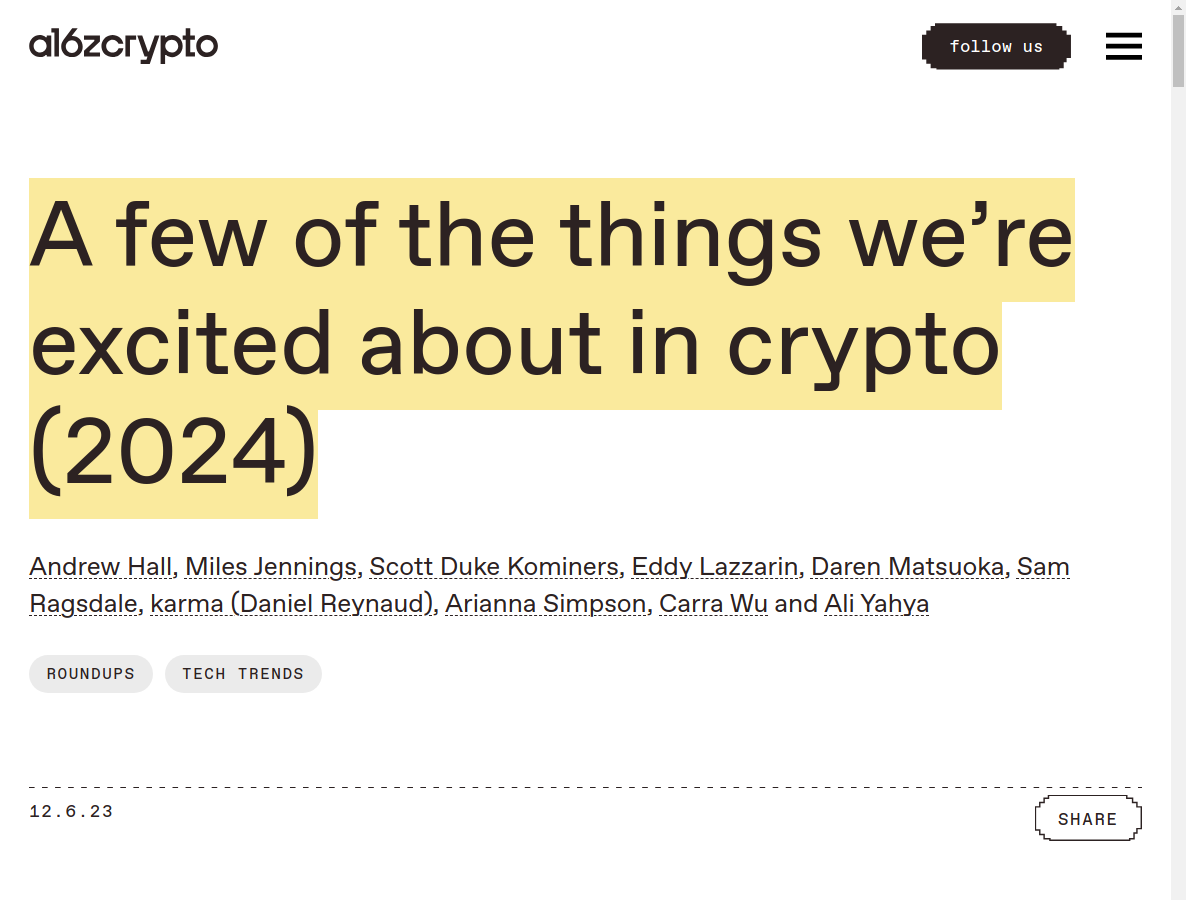 a16zcrypto
follow us
A few of the things we’re
excited about in crypto
(2024)
Andrew Hall, Miles Jennings, Scott Duke Kominers, Eddy Lazzarin, Daren Matsuoka, Sam
Ragsdale, karma (Daniel Reynaud), Arianna Simpson, Carra Wu and Ali Yahya
ROUNDUPS
TECH TRENDS
12.6.23
SHARE